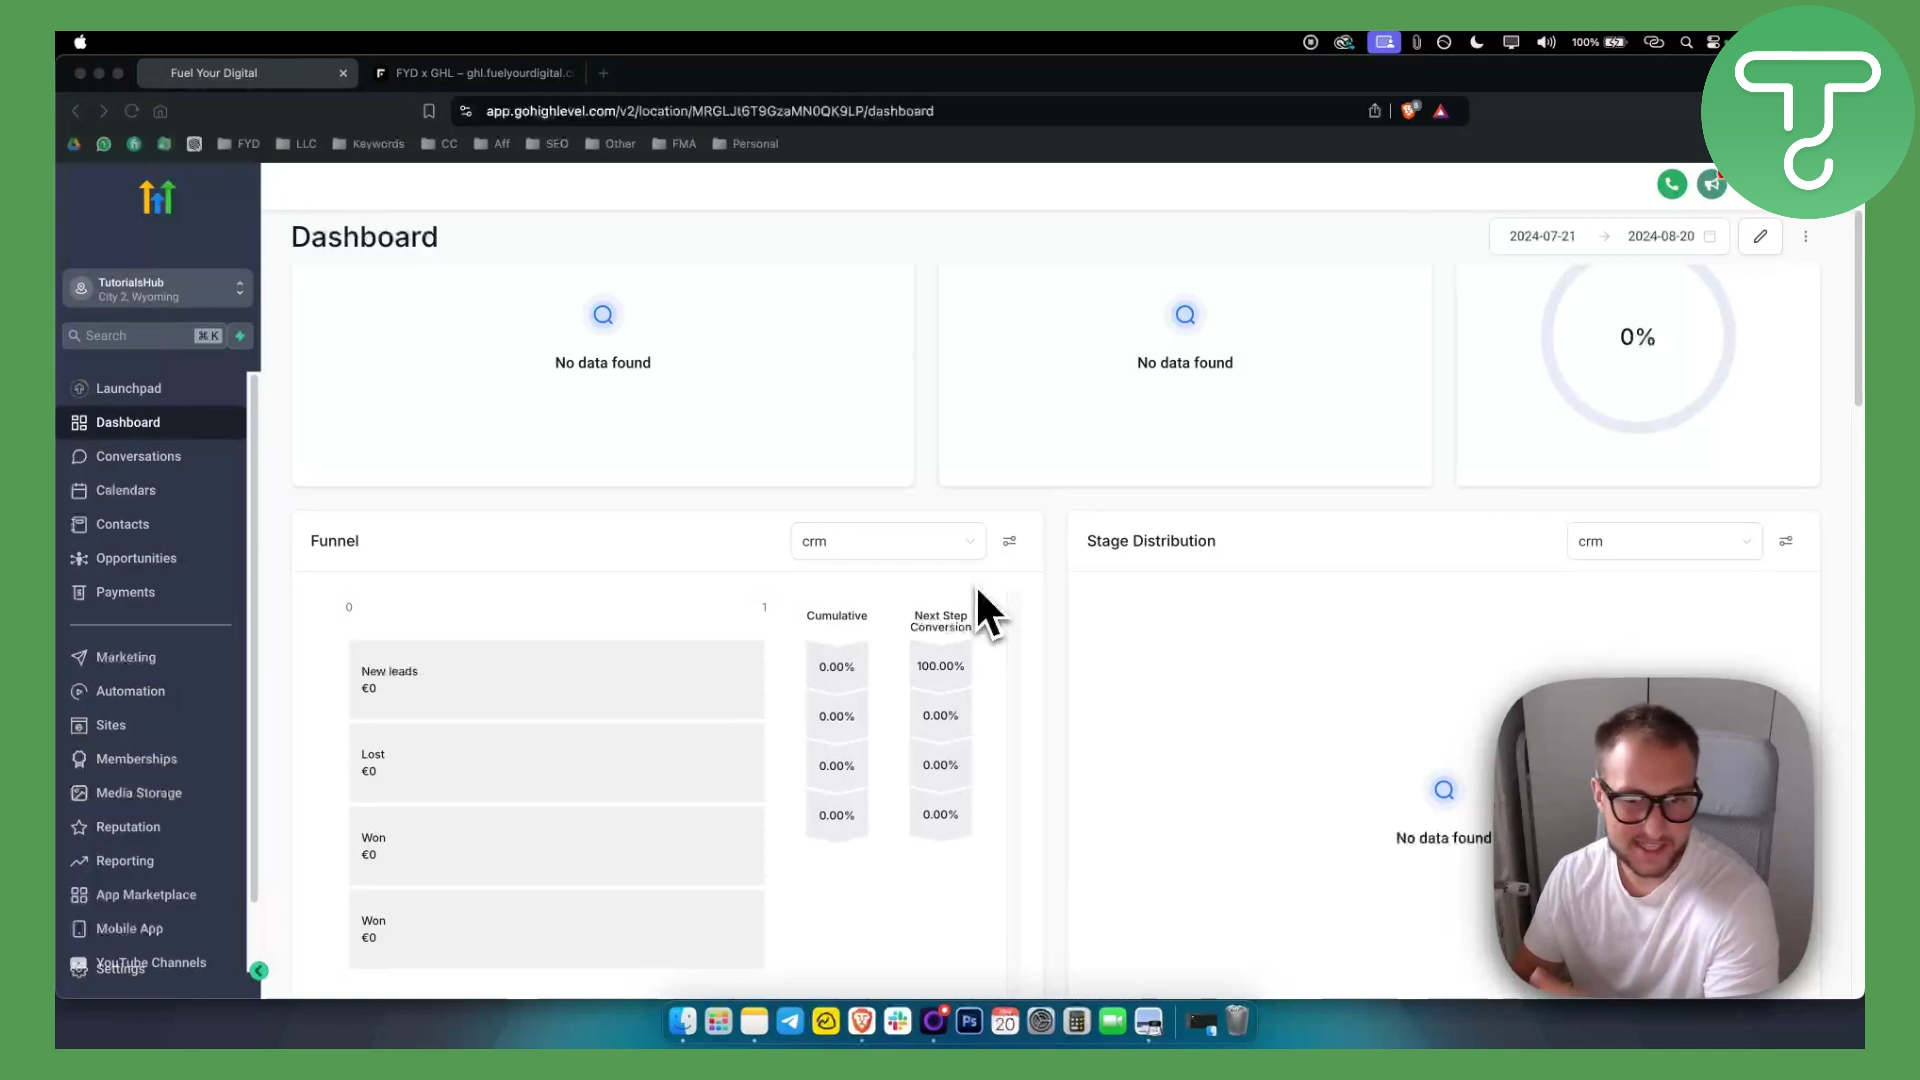 100%
Fuel Your Digital
FYD x GHL – ghl.fuelyourdigital.c
app.gohighlevel.com/v2/location/MRGLJt6T9GzaMN0QK9LP/dashboard
FYD
LLC
Keywords
CC
Aff
SEO
Other
FMA
Personal
Dashboard
2024-07-21
2024-08-20
TutorialsHub
City 2, Wyoming
Search
⌘ K
Launchpad
Dashboard
Conversations
Calendars
Contacts
Opportunities
Payments
Marketing
Automation
Sites
Memberships
Media Storage
Reputation
Reporting
App Marketplace
Mobile App
YouTube Channels
Settings
No data found
No data found
0%
Funnel
crm
0
1
Cumulative
Next Step
Conversion
New leads
€0
0.00%
100.00%
Lost
€0
0.00%
0.00%
Won
€0
0.00%
0.00%
Won
€0
0.00%
0.00%
Stage Distribution
crm
No data found
Ps
20